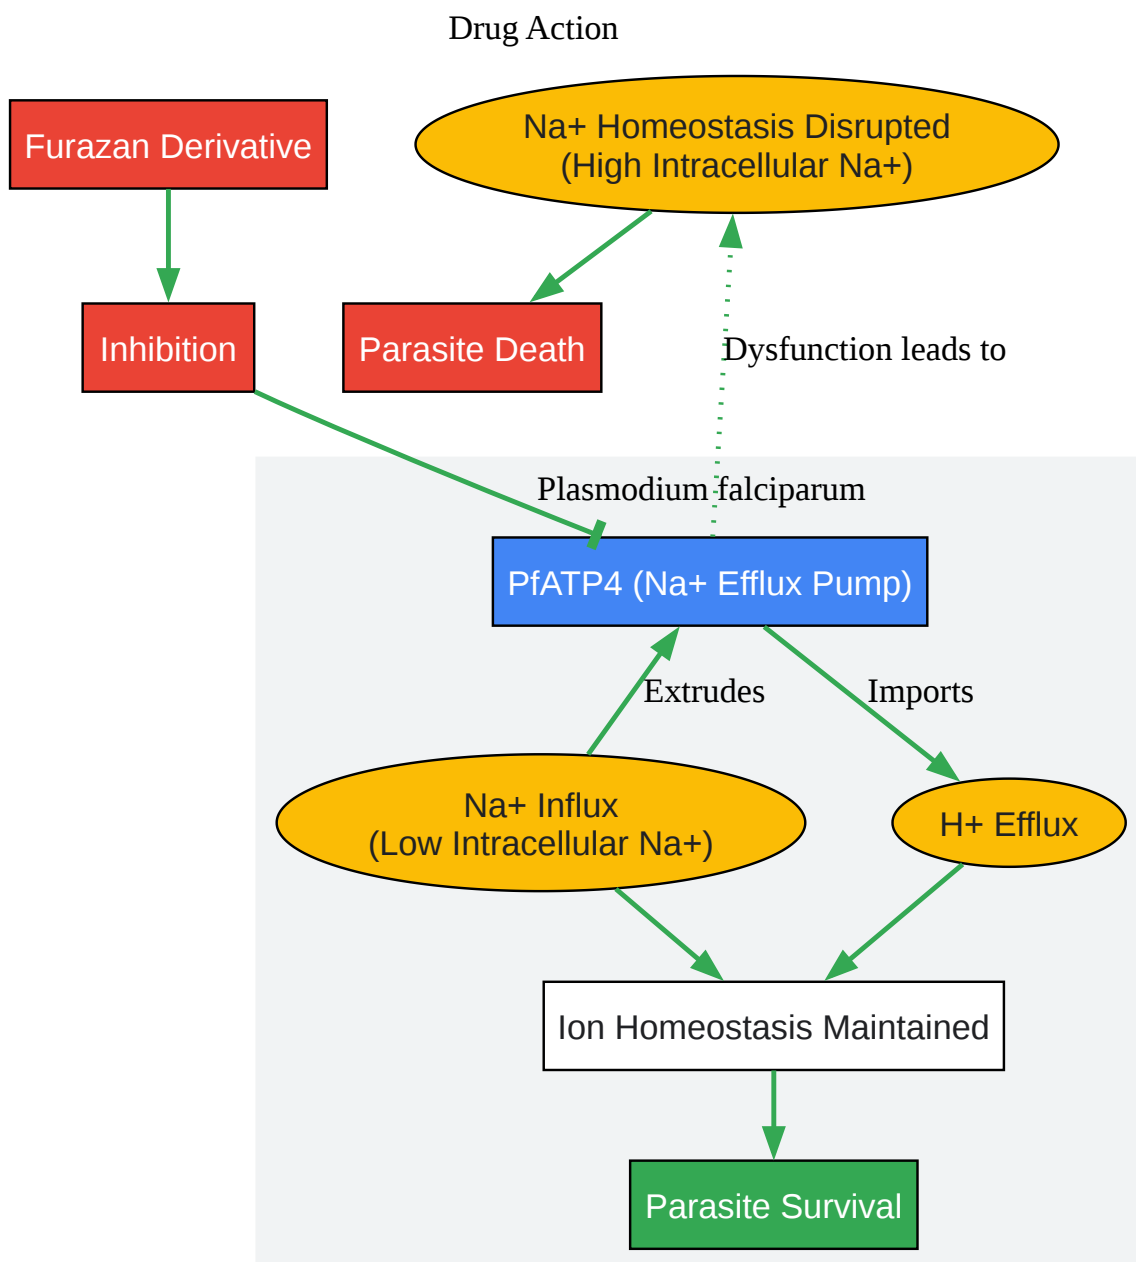 Drug Action
Furazan Derivative
Na+ Homeostasis Disrupted
(High Intracellular Na+)
Inhibition
Parasite Death
Dysfunction leads to
Plasmodium falciparum
PfATP4 (Na+ Efflux Pump)
Extrudes
Imports
Na+ Influx
(Low Intracellular Na+)
H+ Efflux
Ion Homeostasis Maintained
Parasite Survival